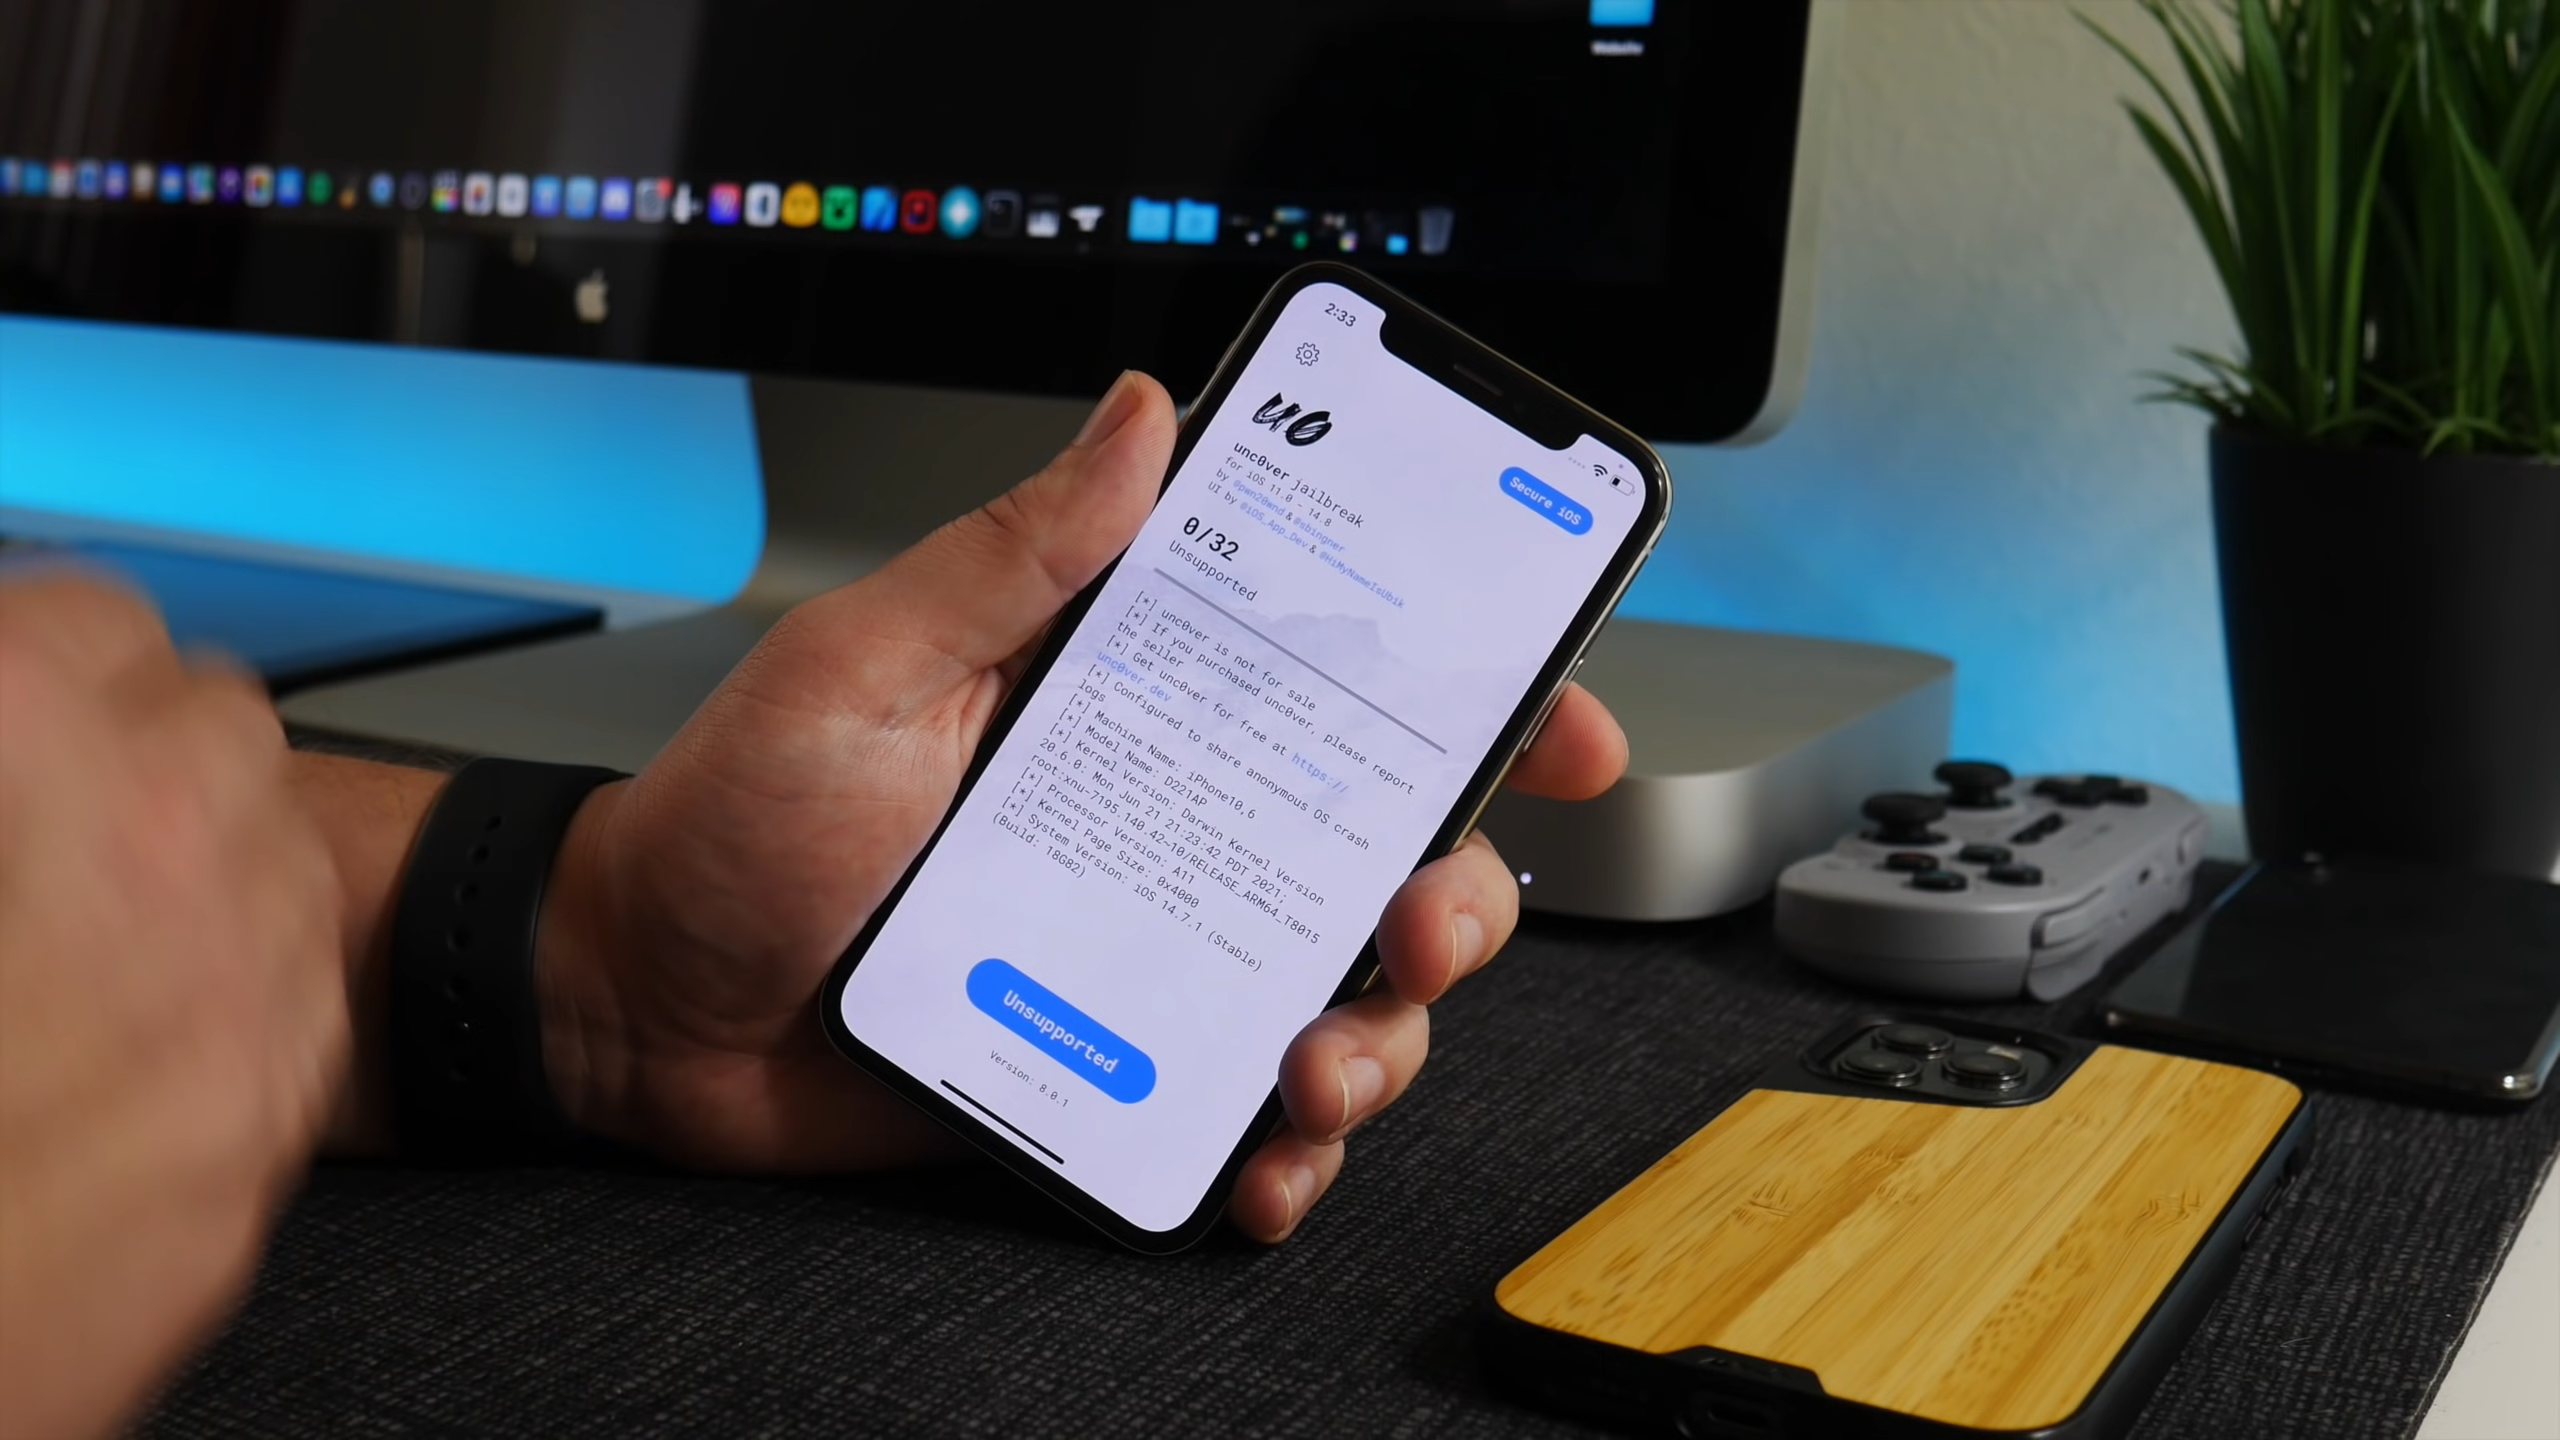 Website
2:33
u0
unc0ver jailbreak
for iOS 11.0 - 14.8
by @pwn20wnd & @sbingner
UI by @iOS_App_Dev & @HiMyNameIsUbik
Secure iOS
0/32
Unsupported
[*] unc0ver is not for sale
[*] If you purchased unc0ver, please report
the seller
[*] Get unc0ver for free at https://
unc0ver.dev
[*] Configured to share anonymous OS crash
logs
[*] Machine Name: iPhone10,6
[*] Model Name: D221AP
[*] Kernel Version: Darwin Kernel Version
20.6.0: Mon Jun 21 21:23:42 PDT 2021;
root:xnu-7195.140.42~10/RELEASE_ARM64_T8015
[*] Processor Version: A11
[*] Kernel Page Size: 0x4000
[*] System Version: iOS 14.7.1 (Stable)
(Build: 18G82)
Unsupported
Version: 8.0.1